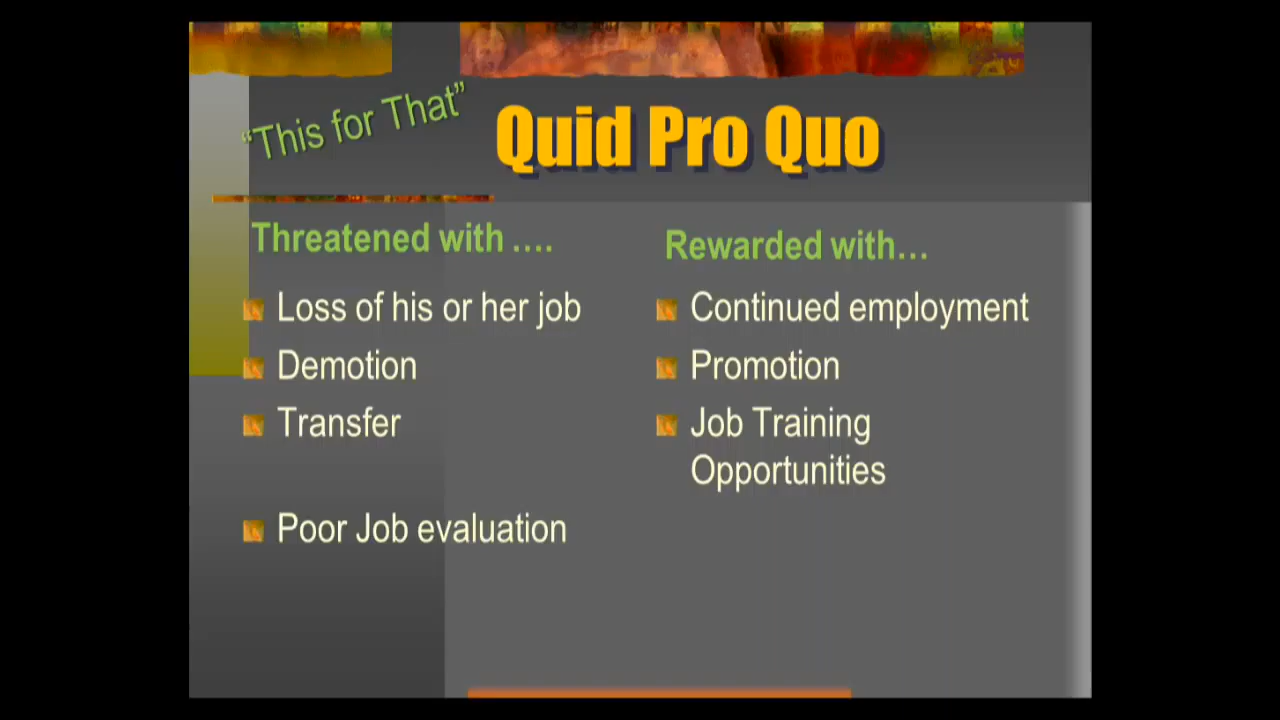 “This for That”
Quid Pro Quo
Threatened with ....
Loss of his or her job
Demotion
Transfer
Poor Job evaluation
Rewarded with...
Continued employment
Promotion
Job Training
Opportunities